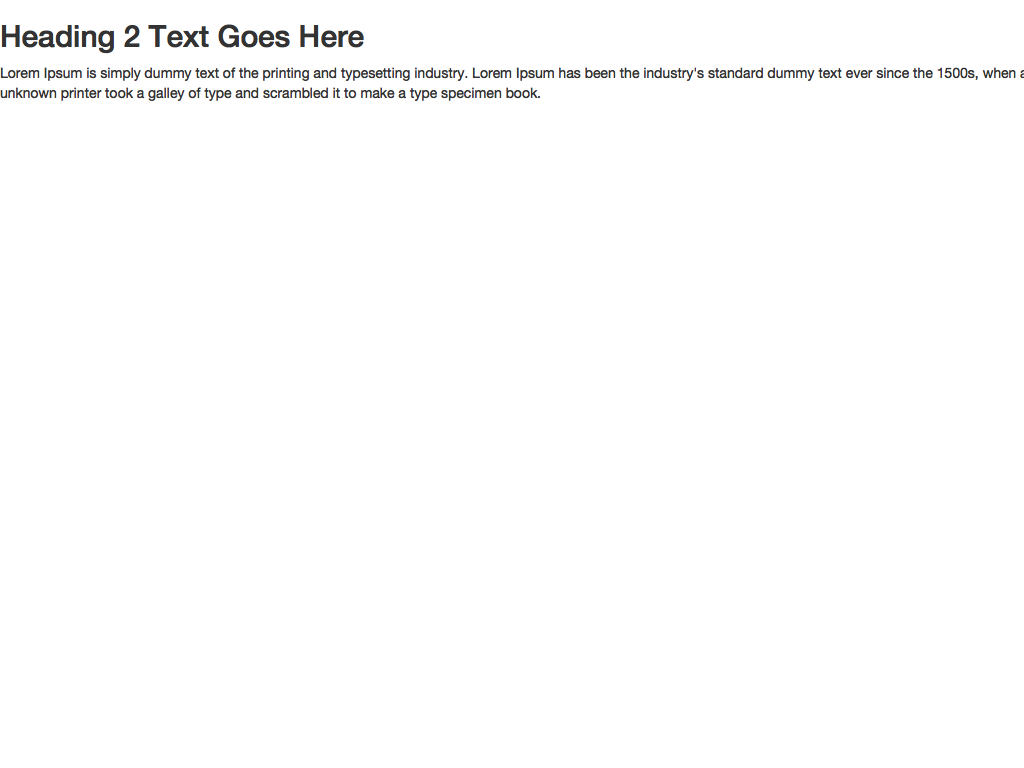 Heading 2 Text Goes Here
Lorem Ipsum is simply dummy text of the printing and typesetting industry. Lorem Ipsum has been the industry's standard dummy text ever since the 1500s, when
unknown printer took a galley of type and scrambled it to make a type specimen book.